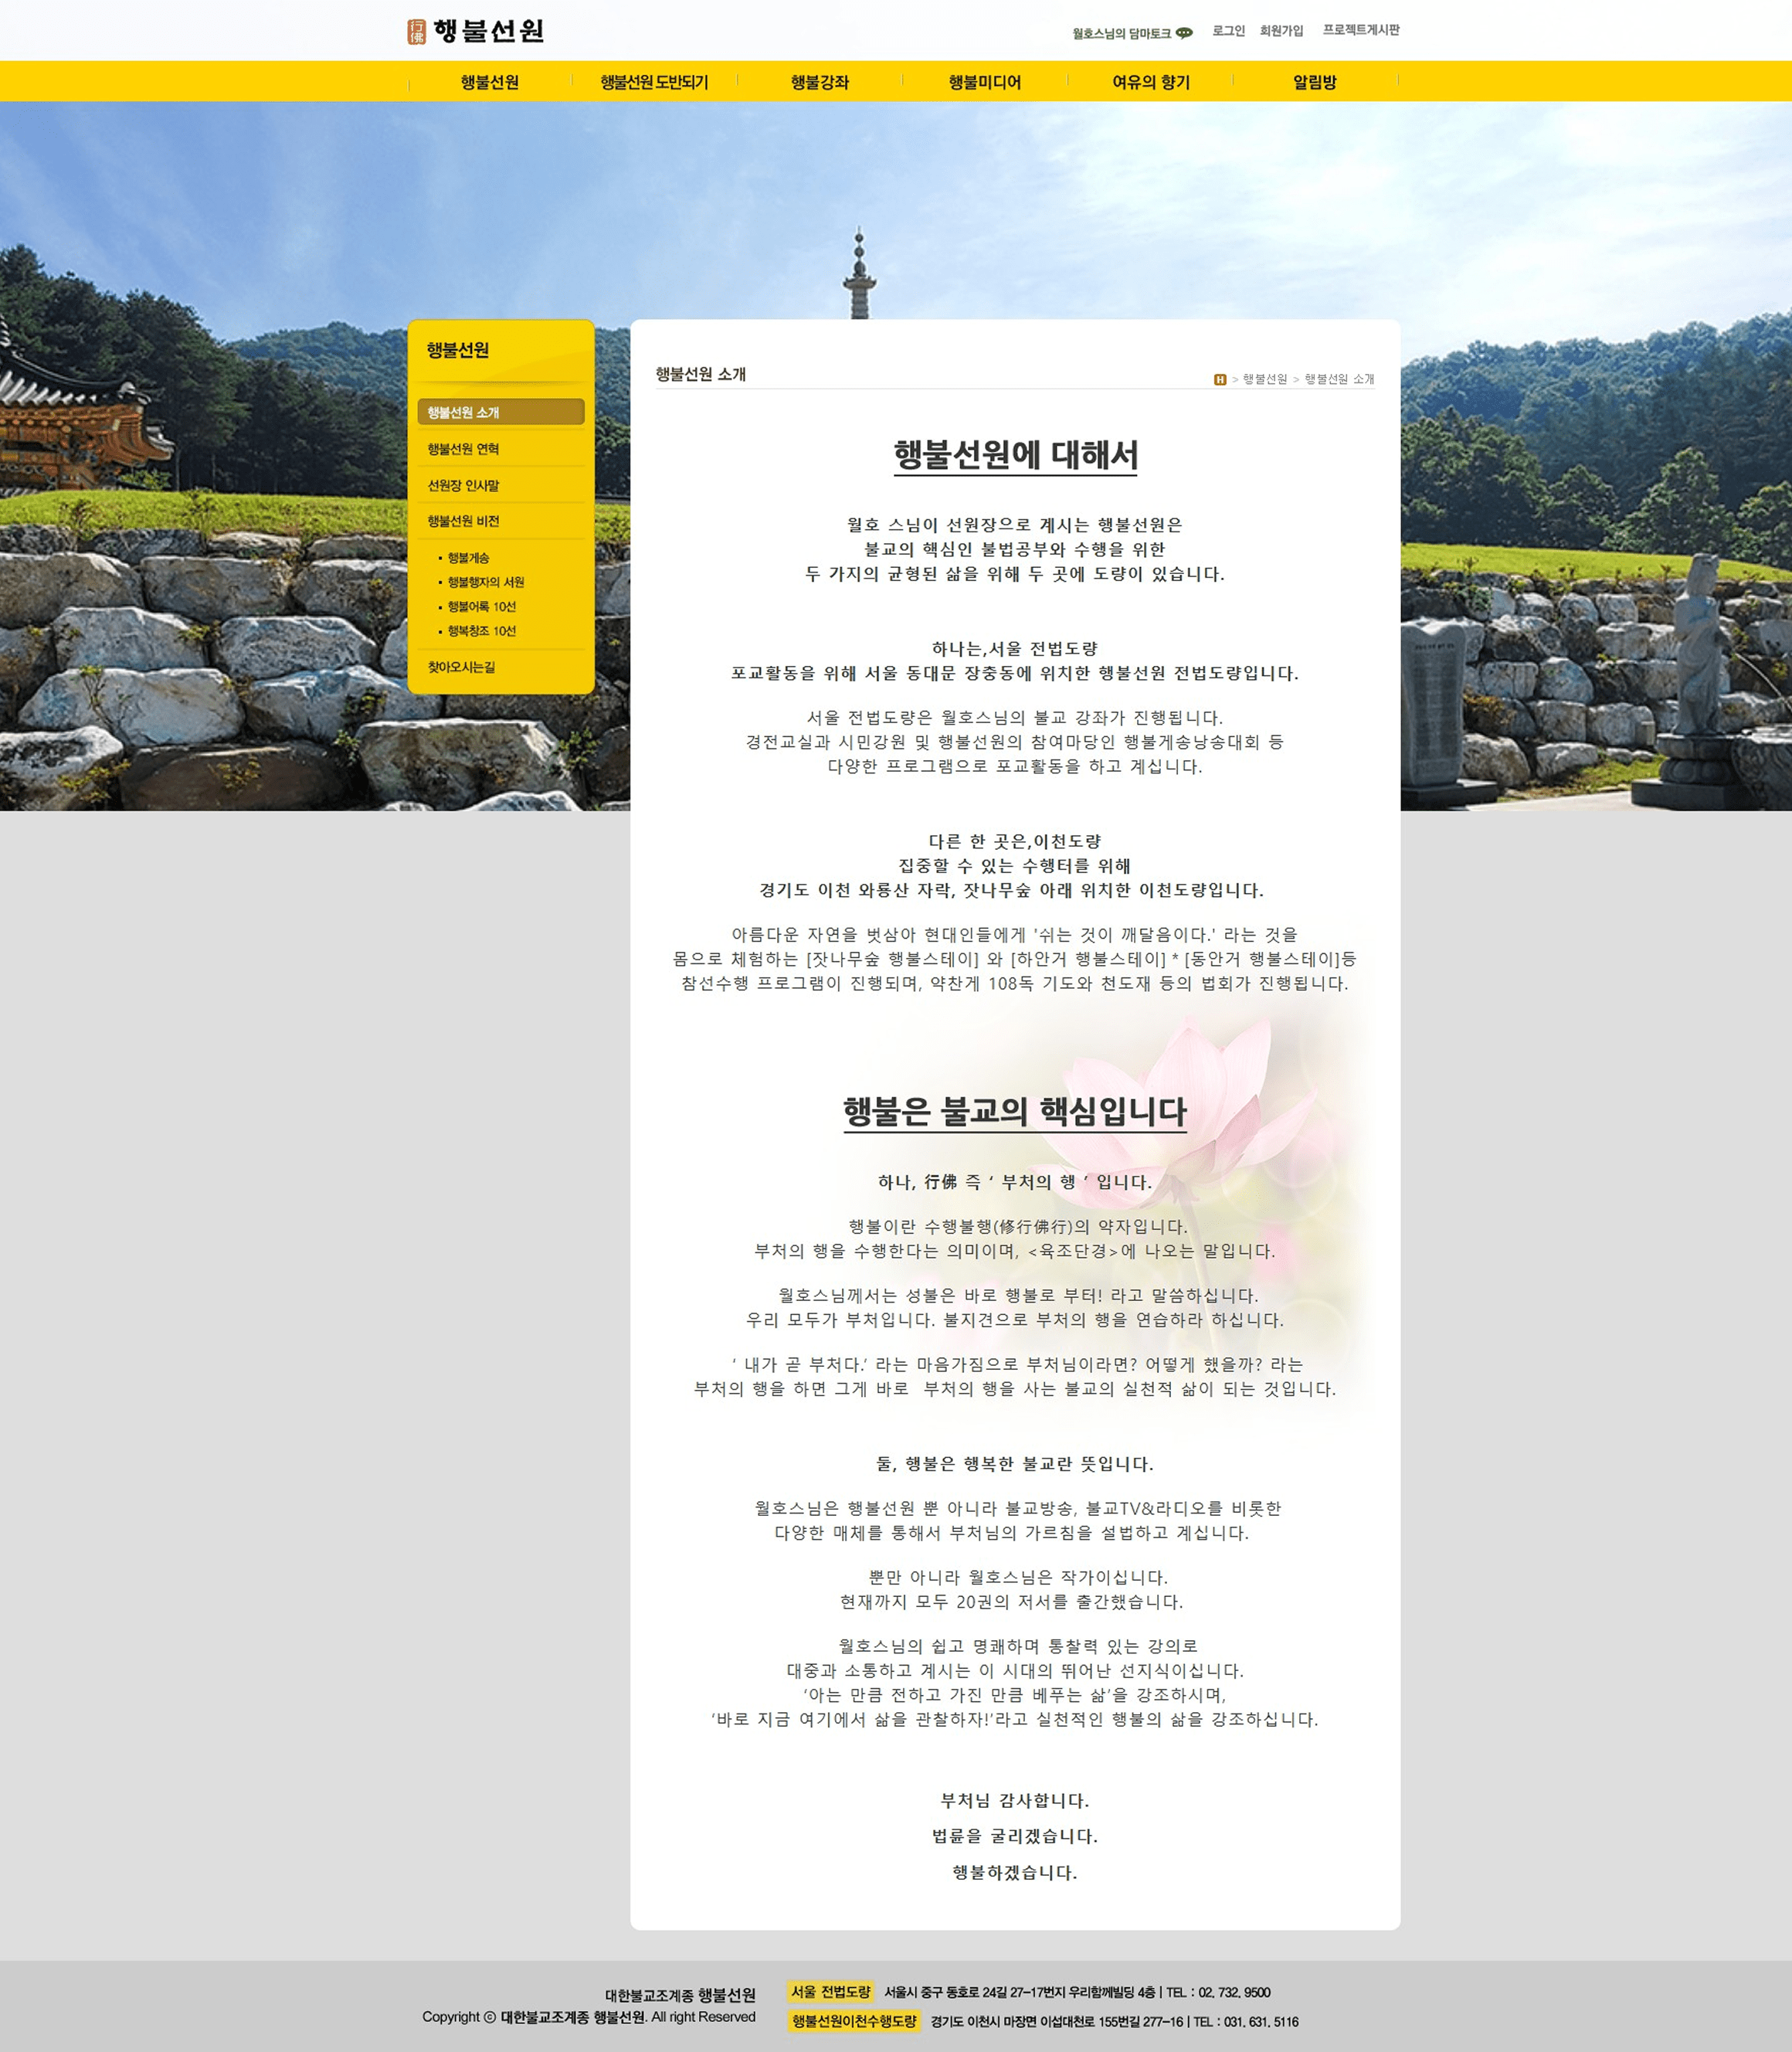 行佛 행불선원
월호스님의 담마토크 로그인 회원가입 프로젝트게시판
행불선원 행불선원 도반되기 행불강좌 행불미디어 여유의 향기 알림방
행불선원
행불선원 소개
행불선원 연혁
선원장 인사말
행불선원 비전
행불게송
행불행자의 서원
행불어록 10선
행복창조 10선
찾아오시는길
행불선원 소개
H > 행불선원 > 행불선원 소개
행불선원에 대해서
월호 스님이 선원장으로 계시는 행불선원은
불교의 핵심인 불법공부와 수행을 위한
두 가지의 균형된 삶을 위해 두 곳에 도량이 있습니다.
하나는,서울 전법도량
포교활동을 위해 서울 동대문 장충동에 위치한 행불선원 전법도량입니다.
서울 전법도량은 월호스님의 불교 강좌가 진행됩니다.
경전교실과 시민강원 및 행불선원의 참여마당인 행불게송낭송대회 등
다양한 프로그램으로 포교활동을 하고 계십니다.
다른 한 곳은,이천도량
집중할 수 있는 수행터를 위해
경기도 이천 와룡산 자락, 잣나무숲 아래 위치한 이천도량입니다.
아름다운 자연을 벗삼아 현대인들에게 '쉬는 것이 깨달음이다.' 라는 것을
몸으로 체험하는 [잣나무숲 행불스테이] 와 [하안거 행불스테이] * [동안거 행불스테이]등
참선수행 프로그램이 진행되며, 약찬게 108독 기도와 천도재 등의 법회가 진행됩니다.
행불은 불교의 핵심입니다
하나, 行佛 즉 ‘ 부처의 행 ’ 입니다.
행불이란 수행불행(修行佛行)의 약자입니다.
부처의 행을 수행한다는 의미이며, <육조단경>에 나오는 말입니다.
월호스님께서는 성불은 바로 행불로 부터! 라고 말씀하십니다.
우리 모두가 부처입니다. 불지견으로 부처의 행을 연습하라 하십니다.
‘ 내가 곧 부처다.’ 라는 마음가짐으로 부처님이라면? 어떻게 했을까? 라는
부처의 행을 하면 그게 바로 부처의 행을 사는 불교의 실천적 삶이 되는 것입니다.
둘, 행불은 행복한 불교란 뜻입니다.
월호스님은 행불선원 뿐 아니라 불교방송, 불교TV&라디오를 비롯한
다양한 매체를 통해서 부처님의 가르침을 설법하고 계십니다.
뿐만 아니라 월호스님은 작가이십니다.
현재까지 모두 20권의 저서를 출간했습니다.
월호스님의 쉽고 명쾌하며 통찰력 있는 강의로
대중과 소통하고 계시는 이 시대의 뛰어난 선지식이십니다.
‘아는 만큼 전하고 가진 만큼 베푸는 삶’을 강조하시며,
‘바로 지금 여기에서 삶을 관찰하자!’라고 실천적인 행불의 삶을 강조하십니다.
부처님 감사합니다.
법륜을 굴리겠습니다.
행불하겠습니다.
대한불교조계종 행불선원
Copyright ⓒ 대한불교조계종 행불선원. All right Reserved
서울 전법도량 서울시 중구 동호로 24길 27-17번지 우리함께빌딩 4층 | TEL : 02. 732. 9500
행불선원이천수행도량 경기도 이천시 마장면 이섭대천로 155번길 277-16 | TEL : 031. 631. 5116